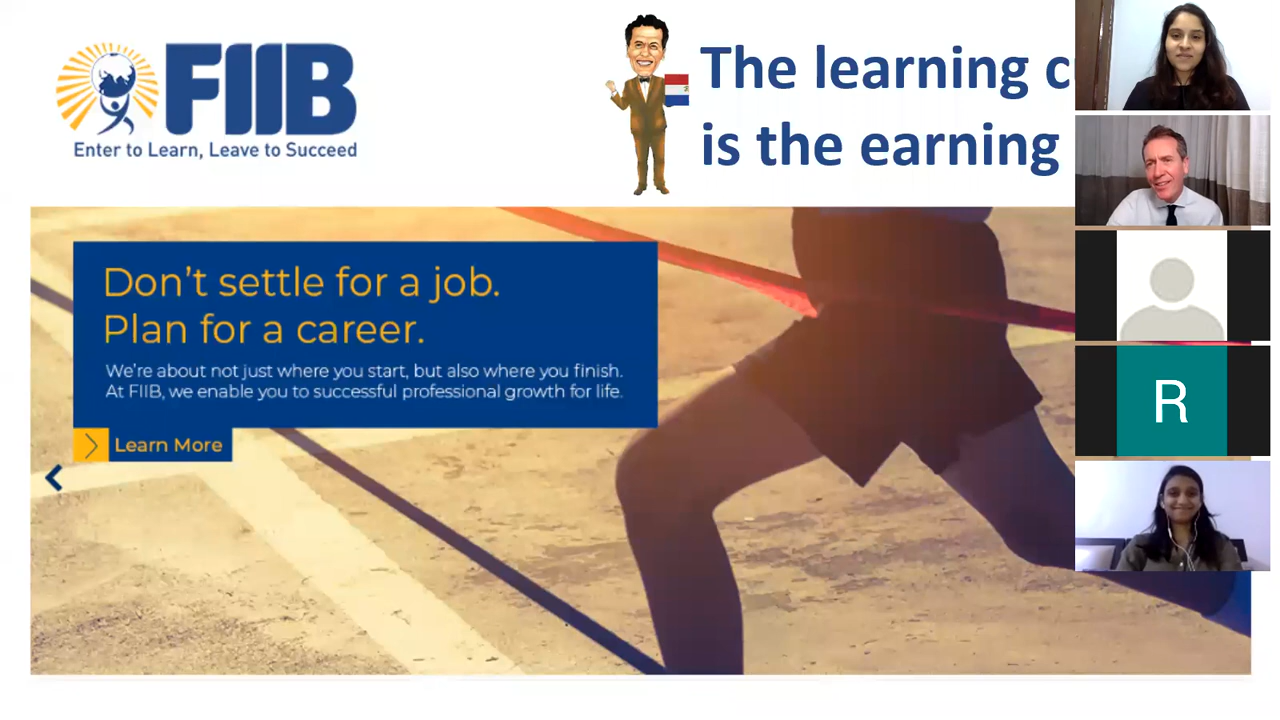 FIIB
Enter to Learn, Leave to Succeed
The learning c
is the earning
Don't settle for a job.
Plan for a career.
We're about not just where you start, but also where you finish.
At FIIB, we enable you to successful professional growth for life.
Learn More
R